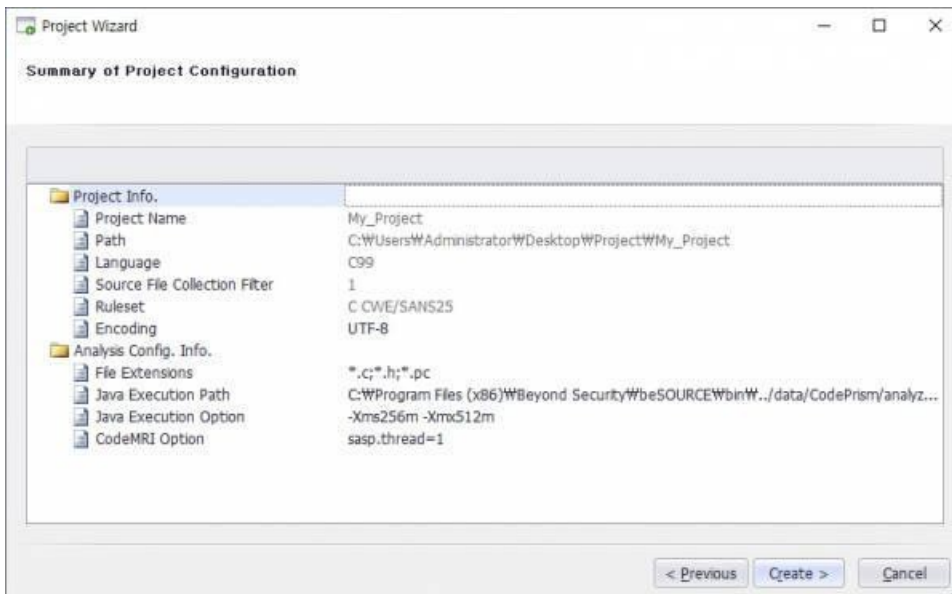 Project Wizard
Summary of Project Configuration
Project Info.
Project Name My_Project
Path C:₩Users₩Administrator₩Desktop₩Project₩My_Project
Language C99
Source File Collection Filter 1
Ruleset C CWE/SANS25
Encoding UTF-8
Analysis Config. Info.
File Extensions *.c;*.h;*.pc
Java Execution Path C:₩Program Files (x86)₩Beyond Security₩beSOURCE₩bin₩../data/CodePrism/analyz...
Java Execution Option -Xms256m -Xmx512m
CodeMRI Option sasp.thread=1
< Previous Create > Cancel